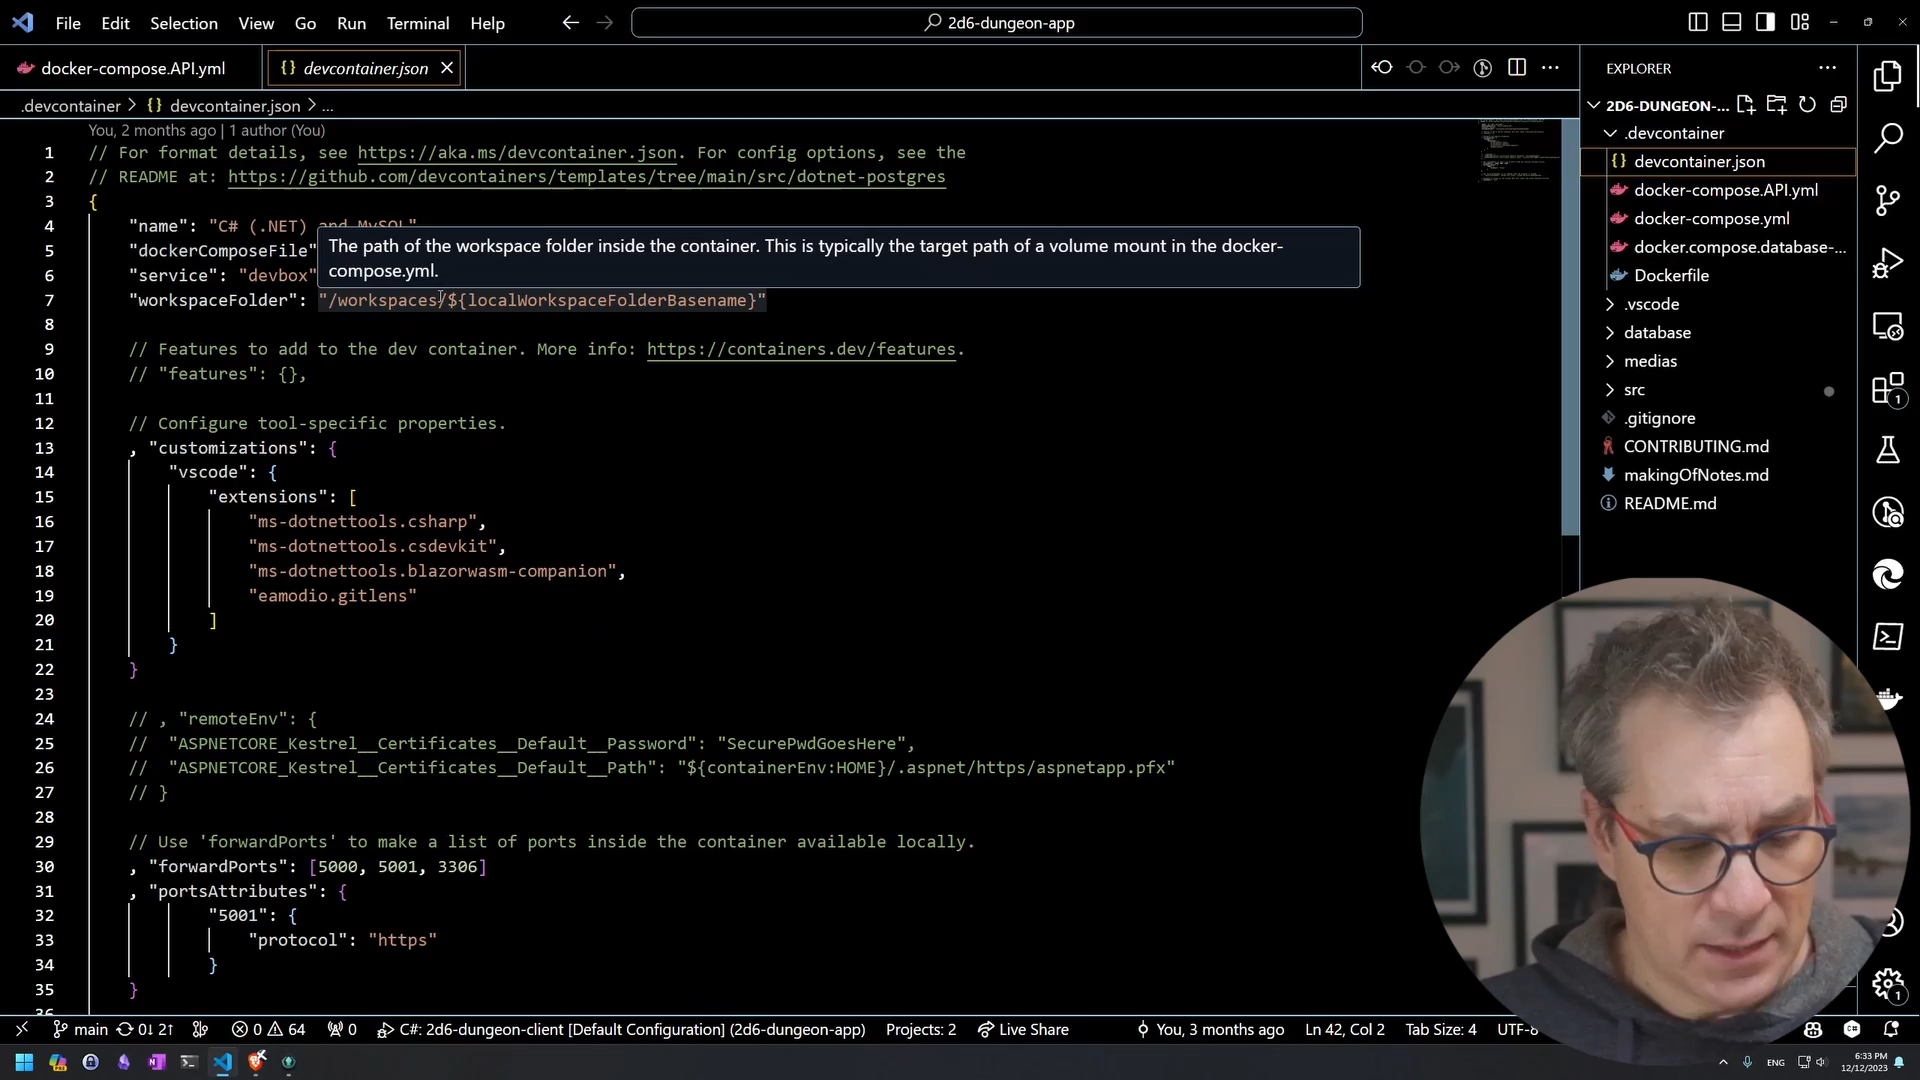 File Edit Selection View Go Run Terminal Help
2d6-dungeon-app
docker-compose.API.yml
{} devcontainer.json
EXPLORER
.devcontainer > {} devcontainer.json > ...
2D6-DUNGEON-...
.devcontainer
{} devcontainer.json
docker-compose.API.yml
docker-compose.yml
docker.compose.database-...
Dockerfile
.vscode
database
medias
src
.gitignore
CONTRIBUTING.md
makingOfNotes.md
README.md
You, 2 months ago | 1 author (You)
1 // For format details, see https://aka.ms/devcontainer.json. For config options, see the
2 // README at: https://github.com/devcontainers/templates/tree/main/src/dotnet-postgres
3 {
4 "name": "C# (.NET) and MySQL"
The path of the workspace folder inside the container. This is typically the target path of a volume mount in the docker-
compose.yml.
5 "dockerComposeFile"
6 "service": "devbox"
7 "workspaceFolder": "/workspaces/${localWorkspaceFolderBasename}"
8
9 // Features to add to the dev container. More info: https://containers.dev/features.
10 // "features": {},
11
12 // Configure tool-specific properties.
13 , "customizations": {
14 "vscode": {
15 "extensions": [
16 "ms-dotnettools.csharp",
17 "ms-dotnettools.csdevkit",
18 "ms-dotnettools.blazorwasm-companion",
19 "eamodio.gitlens"
20 ]
21 }
22 }
23
24 // , "remoteEnv": {
25 // "ASPNETCORE_Kestrel__Certificates__Default__Password": "SecurePwdGoesHere",
26 // "ASPNETCORE_Kestrel__Certificates__Default__Path": "${containerEnv:HOME}/.aspnet/https/aspnetapp.pfx"
27 // }
28
29 // Use 'forwardPorts' to make a list of ports inside the container available locally.
30 , "forwardPorts": [5000, 5001, 3306]
31 , "portsAttributes": {
32 "5001": {
33 "protocol": "https"
34 }
35 }
1
1
main 0↓ 2↑ 0 64 0 C#: 2d6-dungeon-client [Default Configuration] (2d6-dungeon-app) Projects: 2 Live Share You, 3 months ago Ln 42, Col 2 Tab Size: 4 UTF-8
ENG
6:33 PM
12/12/2023